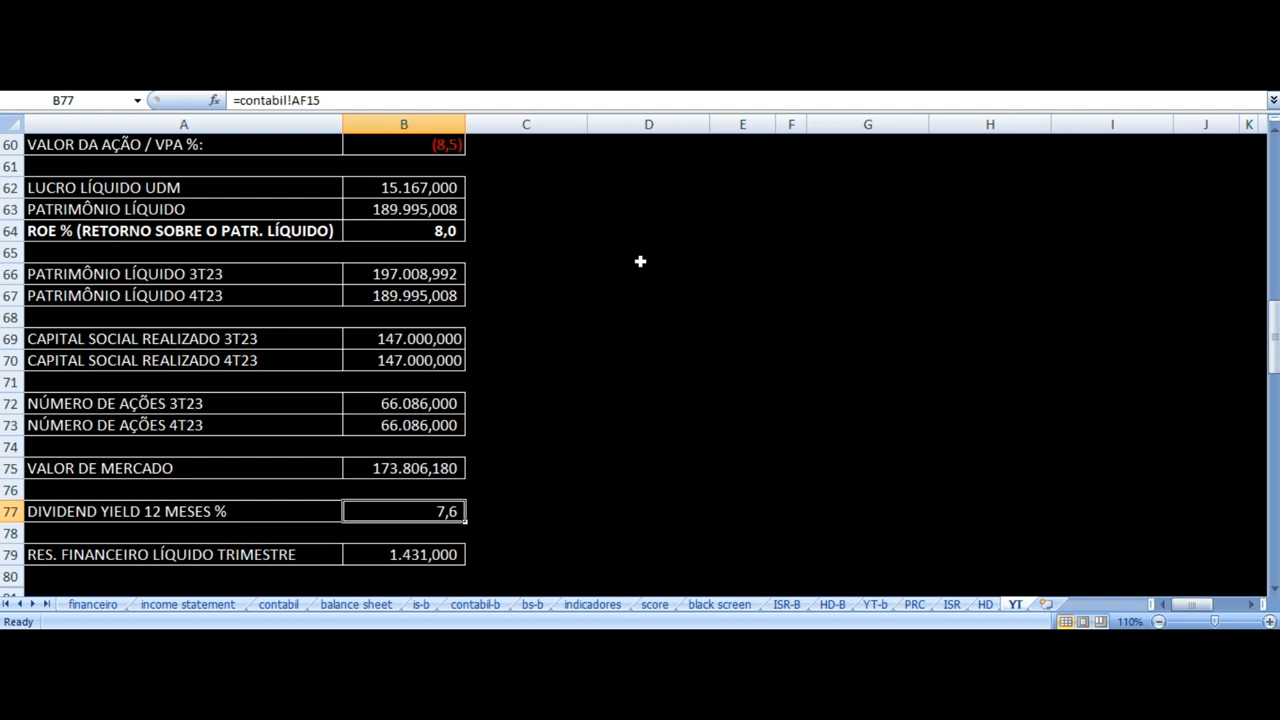 B77 fx =contabil!AF15
A B C D E F G H I J K
60 VALOR DA AÇÃO / VPA %: (8,5)
61
62 LUCRO LÍQUIDO UDM 15.167,000
63 PATRIMÔNIO LÍQUIDO 189.995,008
64 ROE % (RETORNO SOBRE O PATR. LÍQUIDO) 8,0
65
66 PATRIMÔNIO LÍQUIDO 3T23 197.008,992
67 PATRIMÔNIO LÍQUIDO 4T23 189.995,008
68
69 CAPITAL SOCIAL REALIZADO 3T23 147.000,000
70 CAPITAL SOCIAL REALIZADO 4T23 147.000,000
71
72 NÚMERO DE AÇÕES 3T23 66.086,000
73 NÚMERO DE AÇÕES 4T23 66.086,000
74
75 VALOR DE MERCADO 173.806,180
76
77 DIVIDEND YIELD 12 MESES % 7,6
78
79 RES. FINANCEIRO LÍQUIDO TRIMESTRE 1.431,000
80
financeiro income statement contabil balance sheet is-b contabil-b bs-b indicadores score black screen ISR-B HD-B YT-b PRC ISR HD YT
Ready 110%